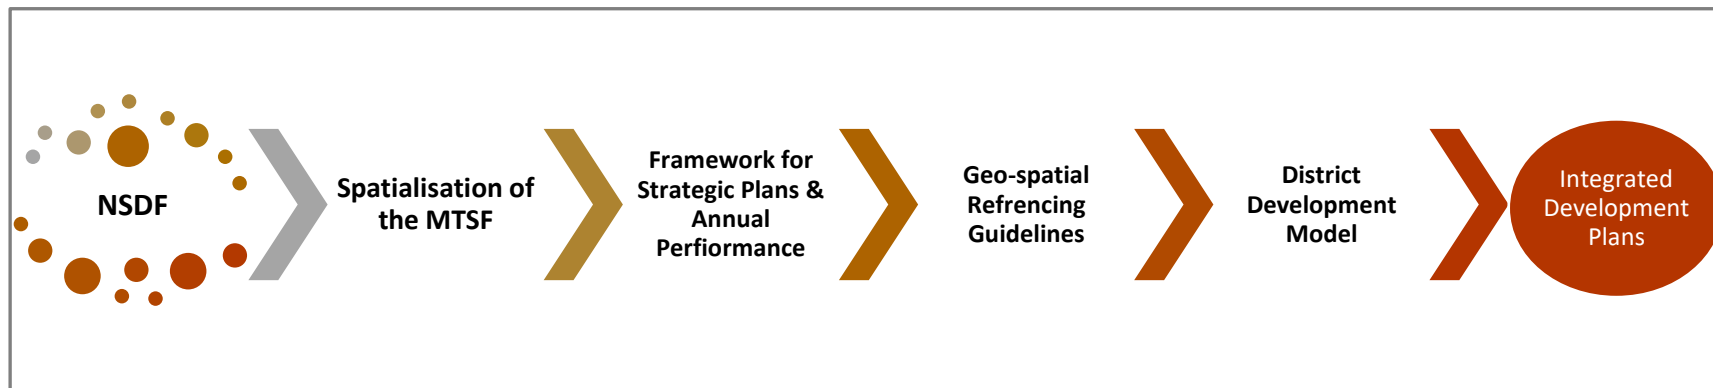 NSDF
Spatialisation of
the MTSF
Framework for
Strategic Plans &
Annual
Perfiormance
Geo-spatial
Refrencing
Guidelines
District
Development
Model
Integrated
Development
Plans